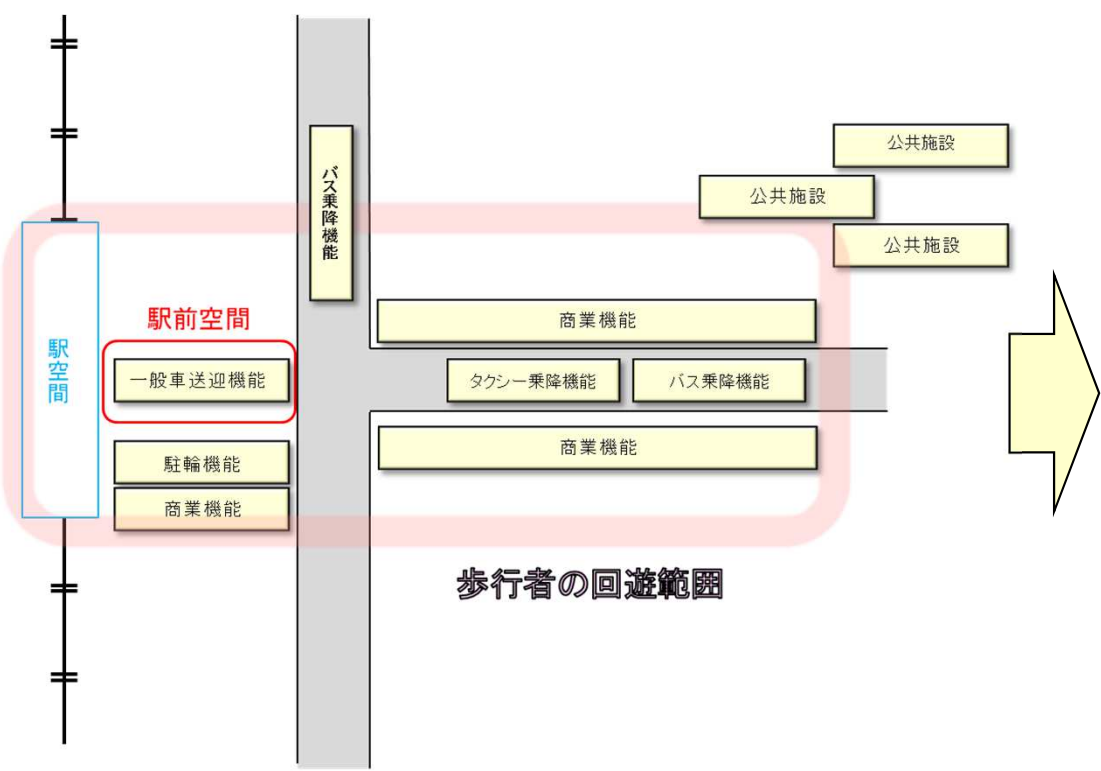 公共施設
公共施設
公共施設
バス乗降機能
駅前空間
商業機能
駅空間
一般車送迎機能
タクシー乗降機能
バス乗降機能
駐輪機能
商業機能
商業機能
歩行者の回遊範囲